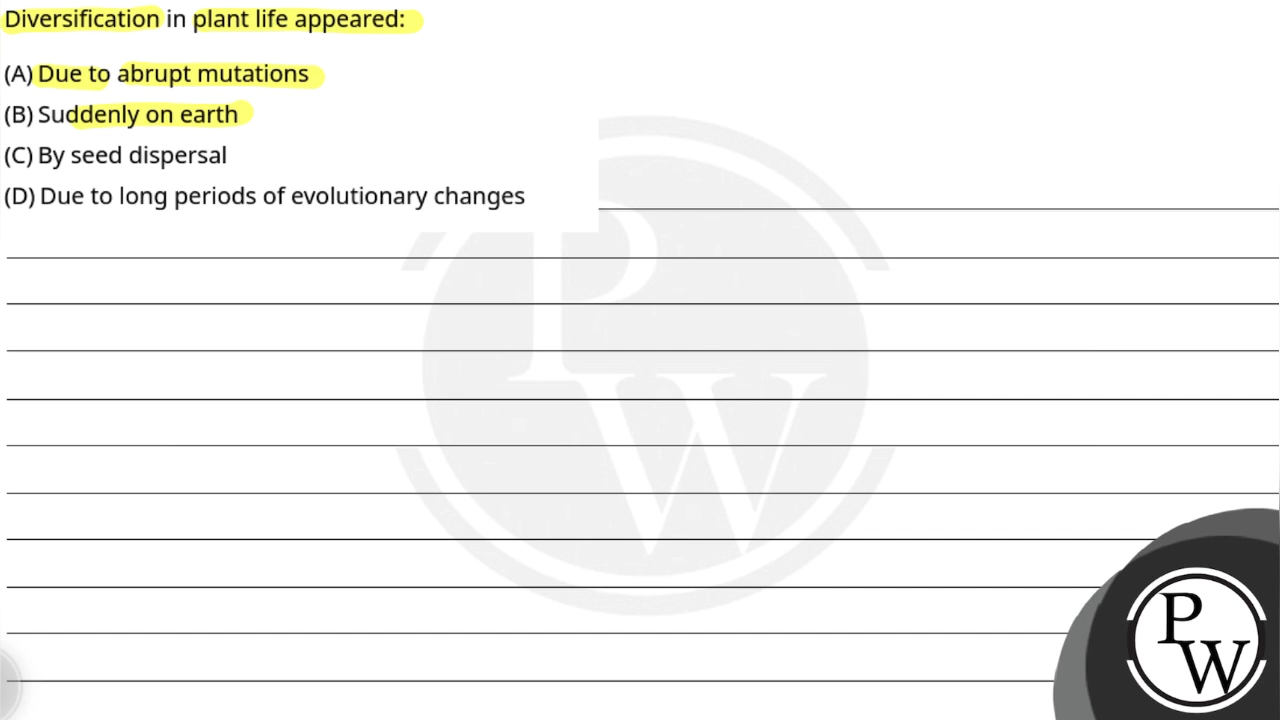 Diversification in plant life appeared:
(A) Due to abrupt mutations
(B) Suddenly on earth
(C) By seed dispersal
(D) Due to long periods of evolutionary changes
P
W
P
W